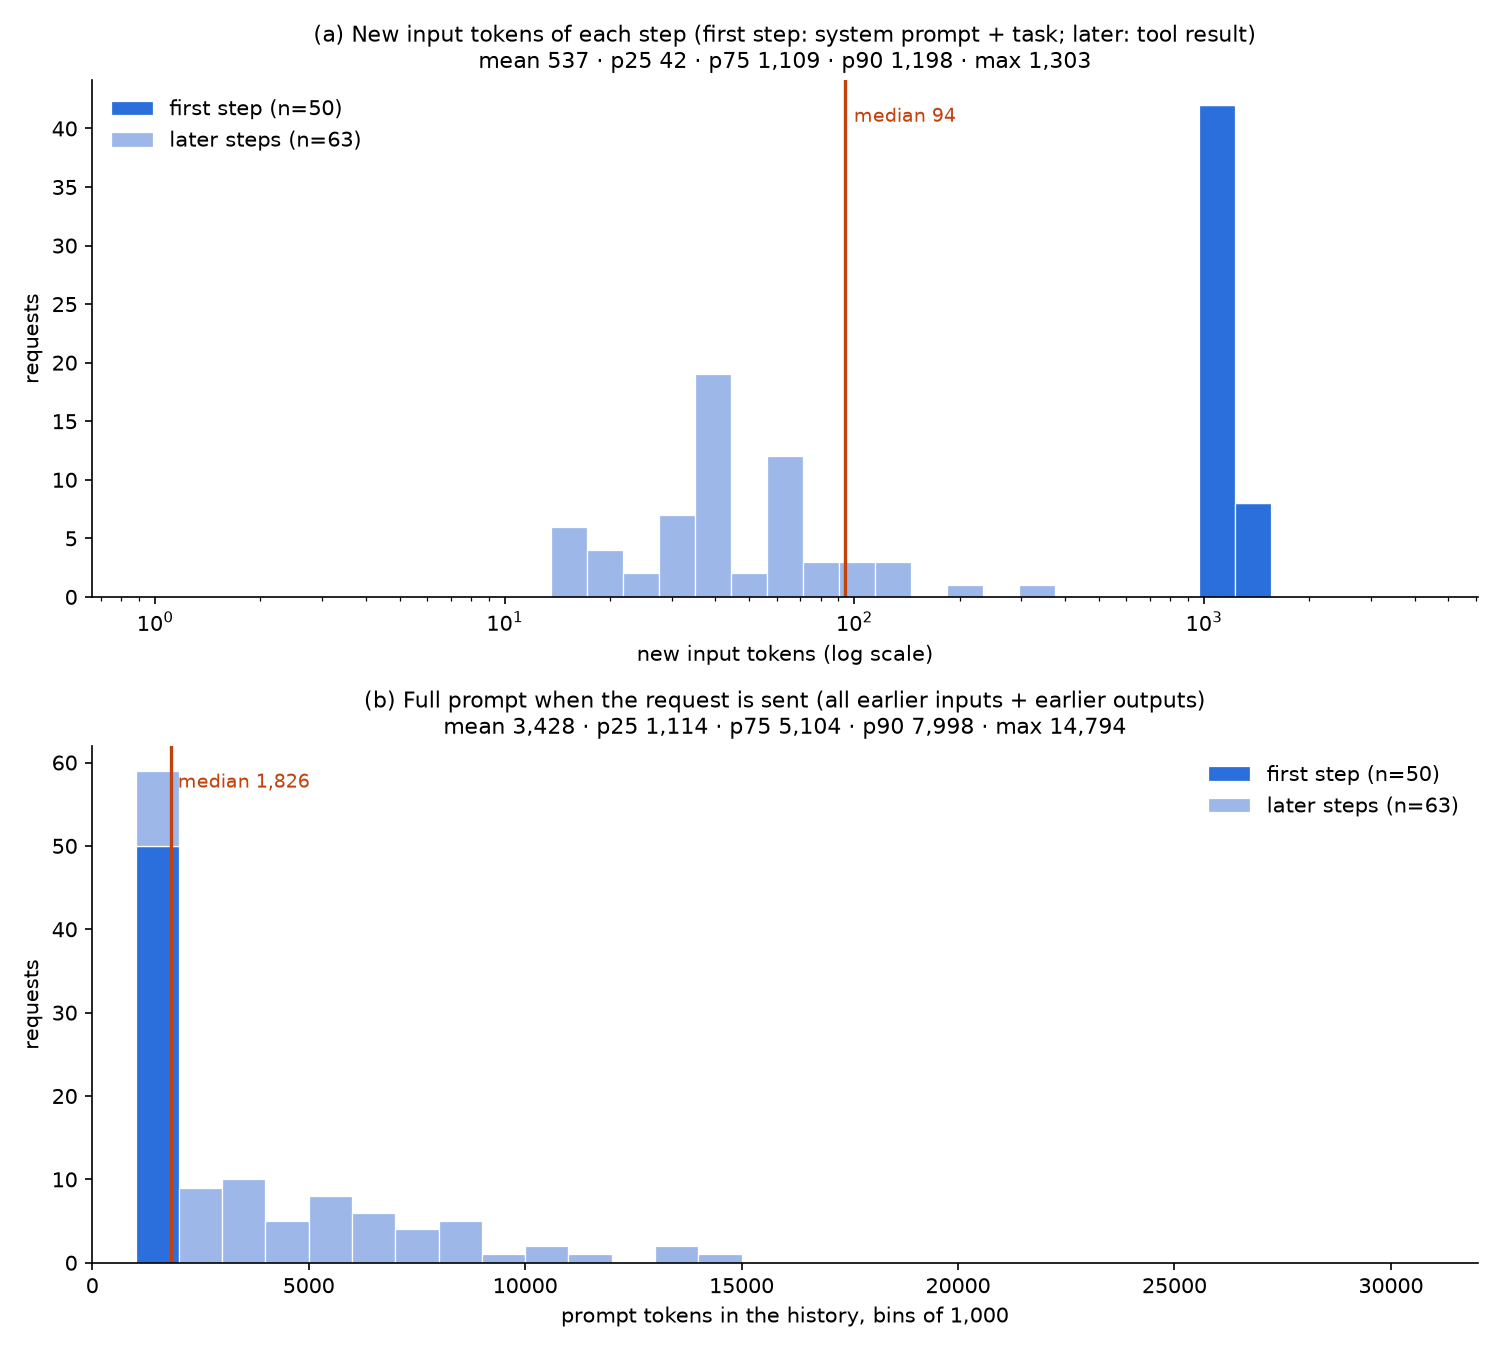 (a) New input tokens of each step (first step: system prompt + task; later: tool result)
mean 537 · p25 42 · p75 1,109 · p90 1,198 · max 1,303
first step (n=50)
later steps (n=63)
median 94
requests
40
35
30
25
20
15
10
5
0
10⁰
10¹
10²
10³
new input tokens (log scale)
(b) Full prompt when the request is sent (all earlier inputs + earlier outputs)
mean 3,428 · p25 1,114 · p75 5,104 · p90 7,998 · max 14,794
median 1,826
first step (n=50)
later steps (n=63)
requests
60
50
40
30
20
10
0
0
5000
10000
15000
20000
25000
30000
prompt tokens in the history, bins of 1,000